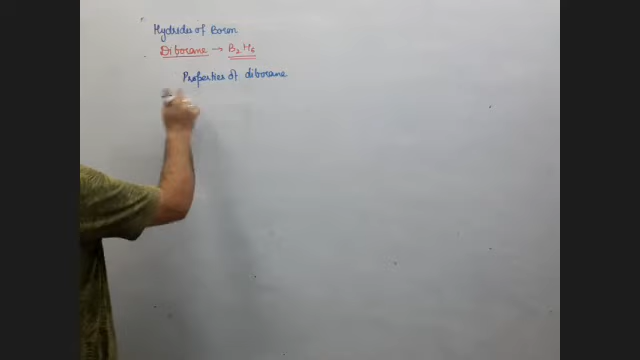 Hydrides of Boron
Diborane → B₂H₆
Properties of diborane